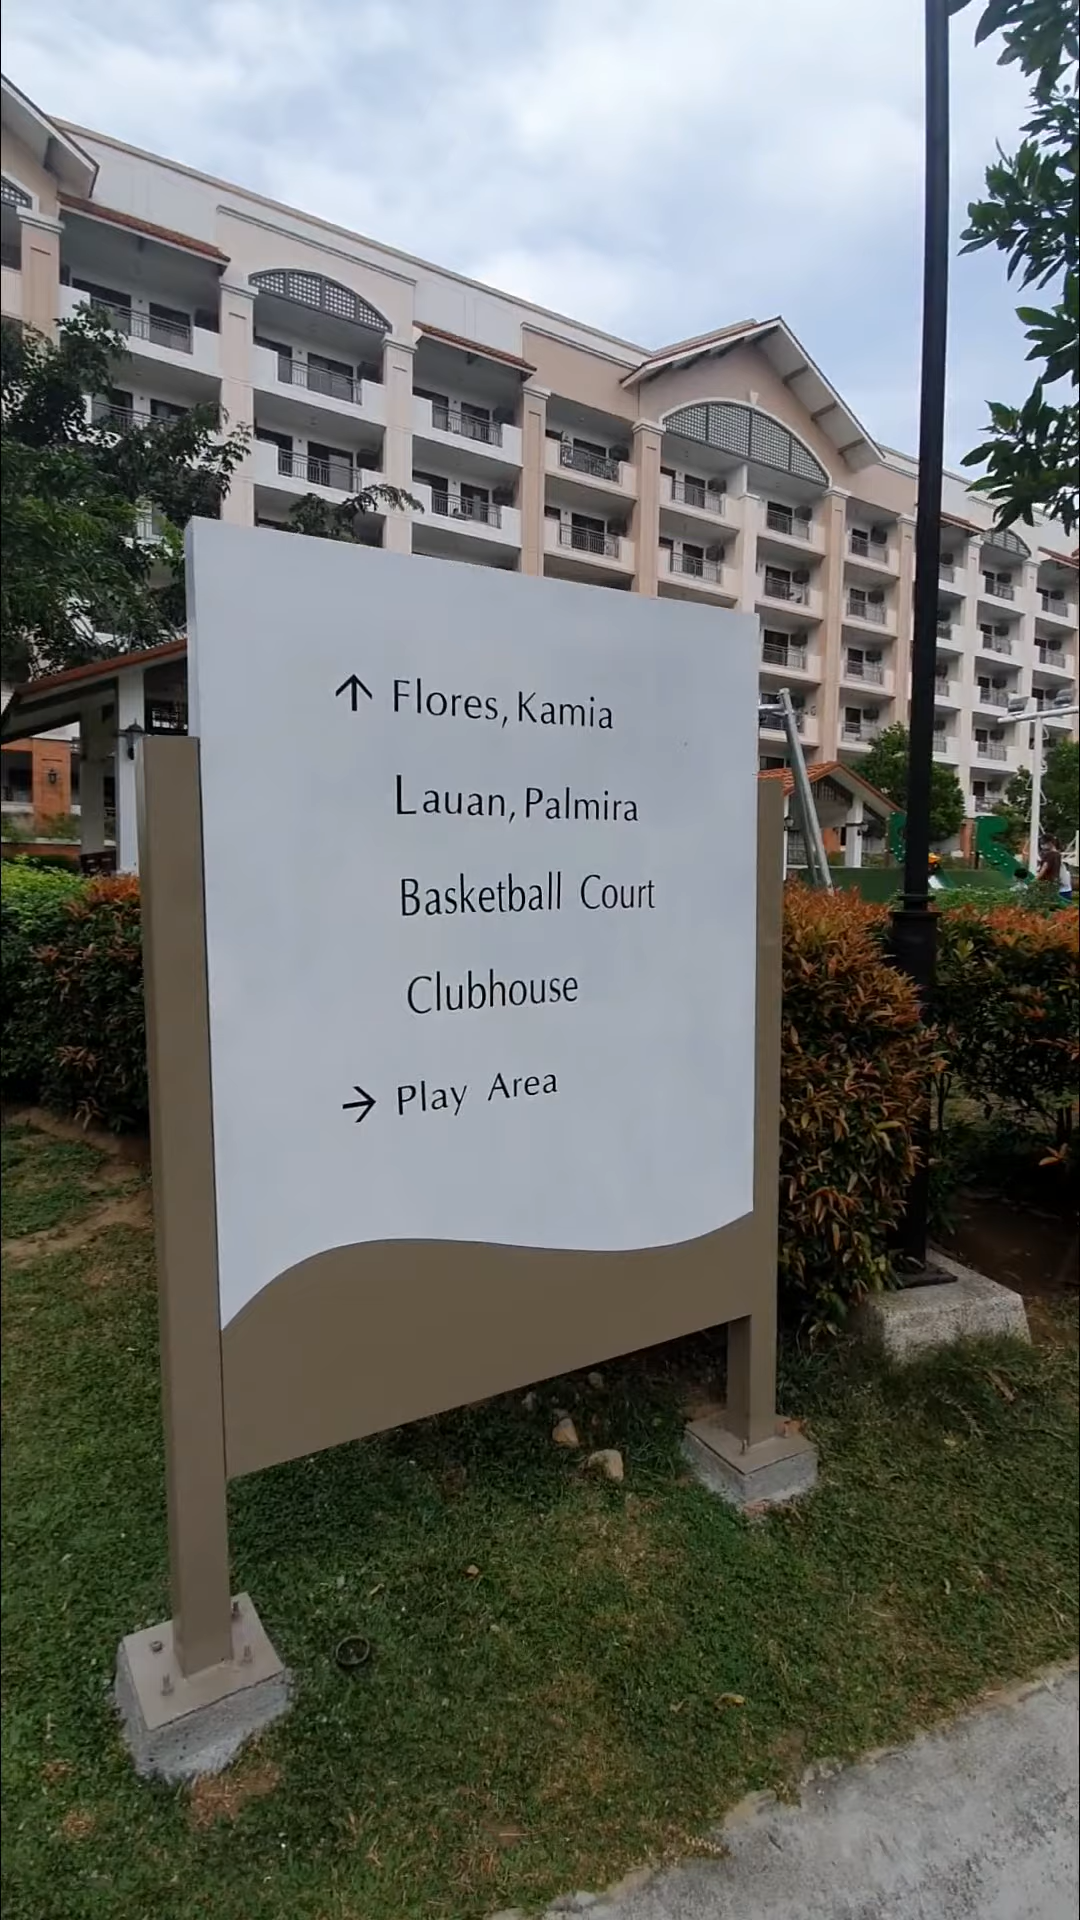 ↑ Flores, Kamia
Lauan, Palmira
Basketball Court
Clubhouse
→ Play Area